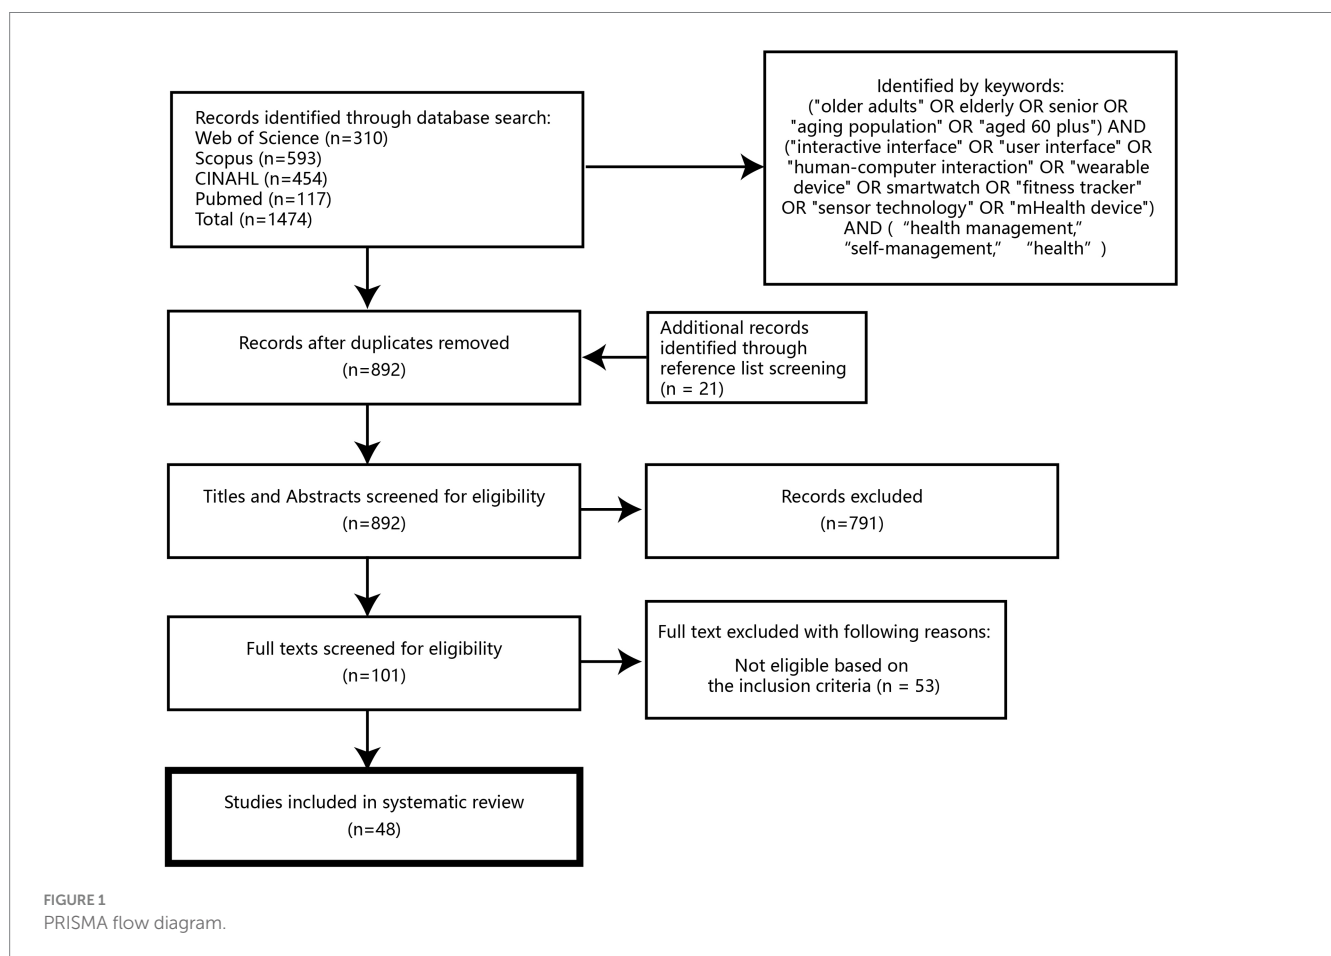 Records identified through database search:
Web of Science (n=310)
Scopus (n=593)
CINAHL (n=454)
Pubmed (n=117)
Total (n=1474)
Identified by keywords:
("older adults" OR elderly OR senior OR
"aging population" OR "aged 60 plus") AND
("interactive interface" OR "user interface" OR
"human-computer interaction" OR "wearable
device" OR smartwatch OR "fitness tracker"
OR "sensor technology" OR "mHealth device")
AND ( “health management,”
“self-management,” “health” )
Records after duplicates removed
(n=892)
Additional records
identified through
reference list screening
(n = 21)
Titles and Abstracts screened for eligibility
(n=892)
Records excluded
(n=791)
Full texts screened for eligibility
(n=101)
Full text excluded with following reasons:
Not eligible based on
the inclusion criteria (n = 53)
Studies included in systematic review
(n=48)
FIGURE 1
PRISMA flow diagram.